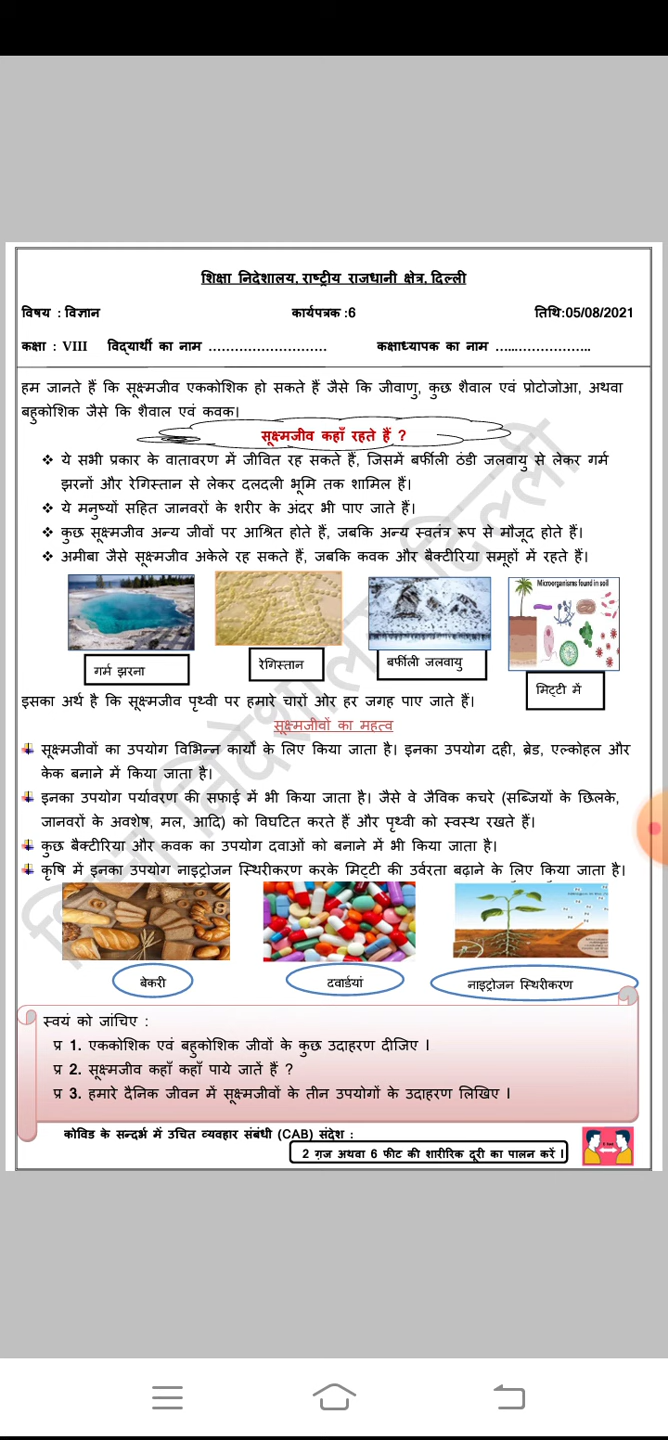 शिक्षा निदेशालय, राष्ट्रीय राजधानी क्षेत्र, दिल्ली
विषय : विज्ञान कार्यपत्रक :6 तिथि:05/08/2021
कक्षा : VIII विद्यार्थी का नाम ........................... कक्षाध्यापक का नाम ......................
हम जानते हैं कि सूक्ष्मजीव एककोशिक हो सकते हैं जैसे कि जीवाणु, कुछ शैवाल एवं प्रोटोजोआ, अथवा
बहुकोशिक जैसे कि शैवाल एवं कवक।
सूक्ष्मजीव कहाँ रहते हैं ?
❖ ये सभी प्रकार के वातावरण में जीवित रह सकते हैं, जिसमें बर्फीली ठंडी जलवायु से लेकर गर्म
झरनों और रेगिस्तान से लेकर दलदली भूमि तक शामिल हैं।
❖ ये मनुष्यों सहित जानवरों के शरीर के अंदर भी पाए जाते हैं।
❖ कुछ सूक्ष्मजीव अन्य जीवों पर आश्रित होते हैं, जबकि अन्य स्वतंत्र रूप से मौजूद होते हैं।
❖ अमीबा जैसे सूक्ष्मजीव अकेले रह सकते हैं, जबकि कवक और बैक्टीरिया समूहों में रहते हैं।
Microorganisms found in soil
गर्म झरना
रेगिस्तान
बर्फीली जलवायु
मिट्टी में
इसका अर्थ है कि सूक्ष्मजीव पृथ्वी पर हमारे चारों ओर हर जगह पाए जाते हैं।
सूक्ष्मजीवों का महत्व
सूक्ष्मजीवों का उपयोग विभिन्न कार्यों के लिए किया जाता है। इनका उपयोग दही, ब्रेड, एल्कोहल और
केक बनाने में किया जाता है।
इनका उपयोग पर्यावरण की सफाई में भी किया जाता है। जैसे वे जैविक कचरे (सब्जियों के छिलके,
जानवरों के अवशेष, मल, आदि) को विघटित करते हैं और पृथ्वी को स्वस्थ रखते हैं।
कुछ बैक्टीरिया और कवक का उपयोग दवाओं को बनाने में भी किया जाता है।
कृषि में इनका उपयोग नाइट्रोजन स्थिरीकरण करके मिट्टी की उर्वरता बढ़ाने के लिए किया जाता है।
बेकरी
दवाईयां
नाइट्रोजन स्थिरीकरण
स्वयं को जांचिए :
प्र 1. एककोशिक एवं बहुकोशिक जीवों के कुछ उदाहरण दीजिए ।
प्र 2. सूक्ष्मजीव कहाँ कहाँ पाये जातें हैं ?
प्र 3. हमारे दैनिक जीवन में सूक्ष्मजीवों के तीन उपयोगों के उदाहरण लिखिए ।
कोविड के सन्दर्भ में उचित व्यवहार संबंधी (CAB) संदेश :
2 ग़ज अथवा 6 फीट की शारीरिक दूरी का पालन करें ।
शिक्षा निदेशालय दिल्ली